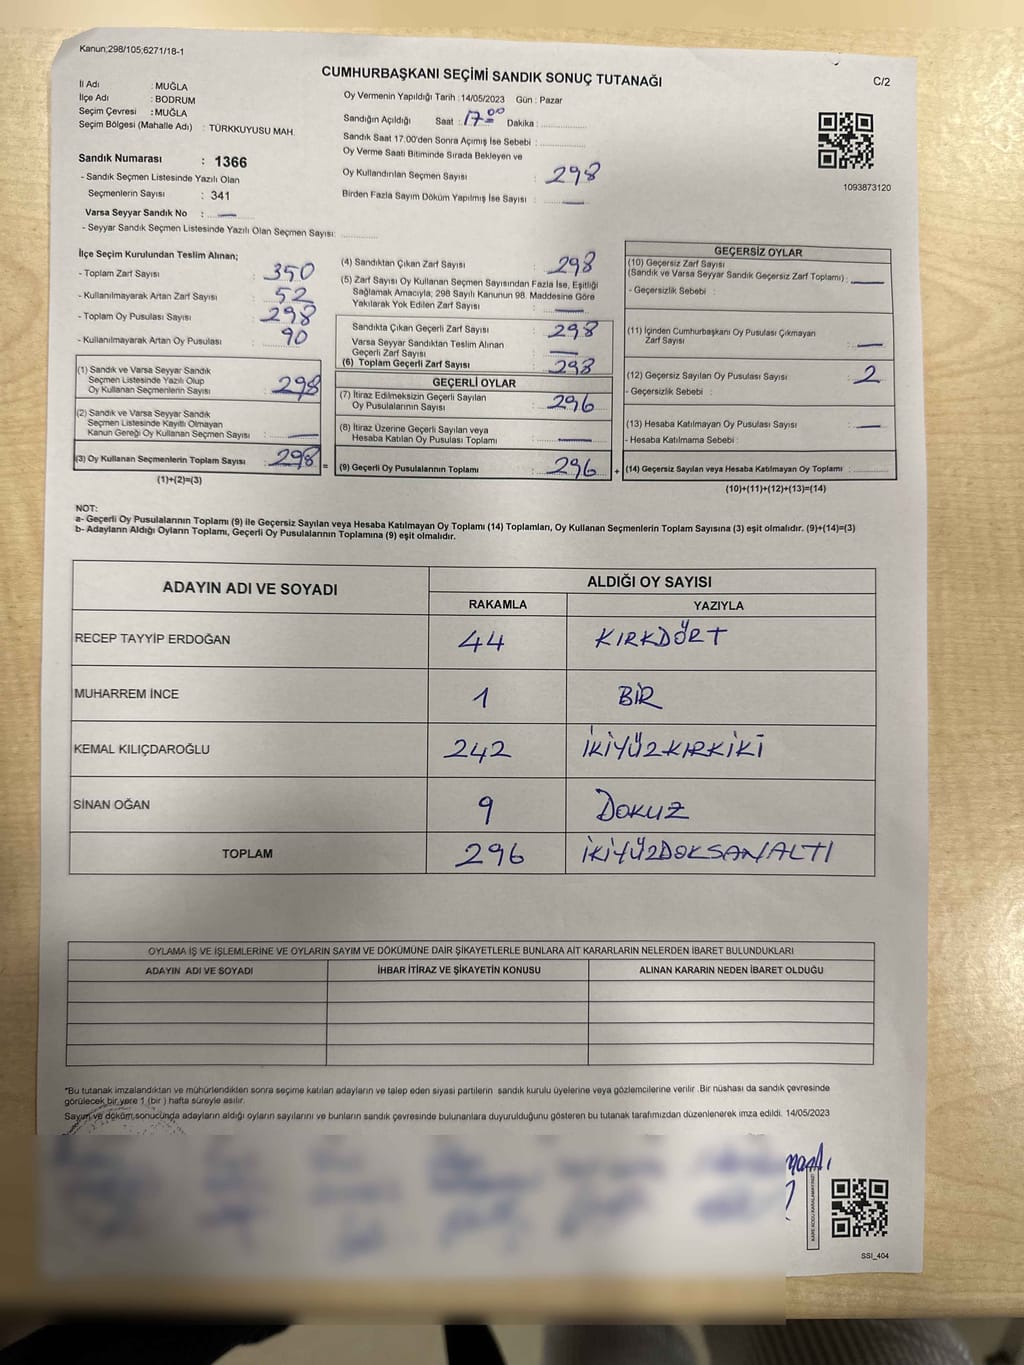 Kanun;298/105;6271/18-1
CUMHURBAŞKANI SEÇİMİ SANDIK SONUÇ TUTANAĞI
C/2
İl Adı : MUĞLA
İlçe Adı : BODRUM
Seçim Çevresi : MUĞLA
Seçim Bölgesi (Mahalle Adı) : TÜRKKUYUSU MAH.
Oy Vermenin Yapıldığı Tarih : 14/05/2023 Gün : Pazar
Sandığın Açıldığı Saat : 17:00 Dakika :
Sandık Saat 17.00'den Sonra Açımış İse Sebebi :
Oy Verme Saati Bitiminde Sırada Bekleyen ve
Oy Kullandırılan Seçmen Sayısı : 298
Birden Fazla Sayım Döküm Yapılmış İse Sayısı : —
1093873120
Sandık Numarası : 1366
- Sandık Seçmen Listesinde Yazılı Olan
Seçmenlerin Sayısı : 341
Varsa Seyyar Sandık No : —
- Seyyar Sandık Seçmen Listesinde Yazılı Olan Seçmen Sayısı:
İlçe Seçim Kurulundan Teslim Alınan;
- Toplam Zarf Sayısı : 350
- Kullanılmayarak Artan Zarf Sayısı : 52
- Toplam Oy Pusulası Sayısı : 298
- Kullanılmayarak Artan Oy Pusulası : 90
(1) Sandık ve Varsa Seyyar Sandık
Seçmen Listesinde Yazılı Olup
Oy Kullanan Seçmenlerin Sayısı : 298
(2) Sandık ve Varsa Seyyar Sandık
Seçmen Listesinde Kayıtlı Olmayan
Kanun Gereği Oy Kullanan Seçmen Sayısı : —
(3) Oy Kullanan Seçmenlerin Toplam Sayısı : 298 =
(1)+(2)=(3)
(4) Sandıktan Çıkan Zarf Sayısı : 298
(5) Zarf Sayısı Oy Kullanan Seçmen Sayısından Fazla İse, Eşitliği
Sağlamak Amacıyla; 298 Sayılı Kanunun 98. Maddesine Göre
Yakılarak Yok Edilen Zarf Sayısı : —
Sandıkta Çıkan Geçerli Zarf Sayısı : 298
Varsa Seyyar Sandıktan Teslim Alınan
Geçerli Zarf Sayısı : —
(6) Toplam Geçerli Zarf Sayısı : 298
GEÇERLİ OYLAR
(7) İtiraz Edilmeksizin Geçerli Sayılan
Oy Pusulalarının Sayısı : 296
(8) İtiraz Üzerine Geçerli Sayılan veya
Hesaba Katılan Oy Pusulası Toplamı : —
(9) Geçerli Oy Pusulalarının Toplamı : 296 +
GEÇERSİZ OYLAR
(10) Geçersiz Zarf Sayısı
(Sandık ve Varsa Seyyar Sandık Geçersiz Zarf Toplamı) : —
- Geçersizlik Sebebi :
(11) İçinden Cumhurbaşkanı Oy Pusulası Çıkmayan
Zarf Sayısı : —
(12) Geçersiz Sayılan Oy Pusulası Sayısı : 2
- Geçersizlik Sebebi :
(13) Hesaba Katılmayan Oy Pusulası Sayısı : —
- Hesaba Katılmama Sebebi :
(14) Geçersiz Sayılan veya Hesaba Katılmayan Oy Toplamı :
(10)+(11)+(12)+(13)=(14)
NOT:
a- Geçerli Oy Pusulalarının Toplamı (9) ile Geçersiz Sayılan veya Hesaba Katılmayan Oy Toplamı (14) Toplamları, Oy Kullanan Seçmenlerin Toplam Sayısına (3) eşit olmalıdır. (9)+(14)=(3)
b- Adayların Aldığı Oyların Toplamı, Geçerli Oy Pusulalarının Toplamına (9) eşit olmalıdır.
ADAYIN ADI VE SOYADI
ALDIĞI OY SAYISI
RAKAMLA YAZIYLA
RECEP TAYYİP ERDOĞAN 44 KIRKDÖRT
MUHARREM İNCE 1 BİR
KEMAL KILIÇDAROĞLU 242 İKİYÜZKIRKİKİ
SİNAN OĞAN 9 DOKUZ
TOPLAM 296 İKİYÜZDOKSANALTI
OYLAMA İŞ VE İŞLEMLERİNE VE OYLARIN SAYIM VE DÖKÜMÜNE DAİR ŞİKAYETLERLE BUNLARA AİT KARARLARIN NELERDEN İBARET BULUNDUKLARI
ADAYIN ADI VE SOYADI İHBAR İTİRAZ VE ŞİKAYETİN KONUSU ALINAN KARARIN NEDEN İBARET OLDUĞU
*Bu tutanak imzalandıktan ve mühürlendikten sonra seçime katılan adayların ve talep eden siyasi partilerin sandık kurulu üyelerine veya gözlemcilerine verilir. Bir nüshası da sandık çevresinde
görülecek bir yere 1 (bir ) hafta süreyle asılır.
Sayım ve döküm sonucunda adayların aldığı oyların sayılarını ve bunların sandık çevresinde bulunanlara duyurulduğunu gösteren bu tutanak tarafımızdan düzenlenerek imza edildi. 14/05/2023
KARE KODU KARALAMAYINIZ
SSI_404